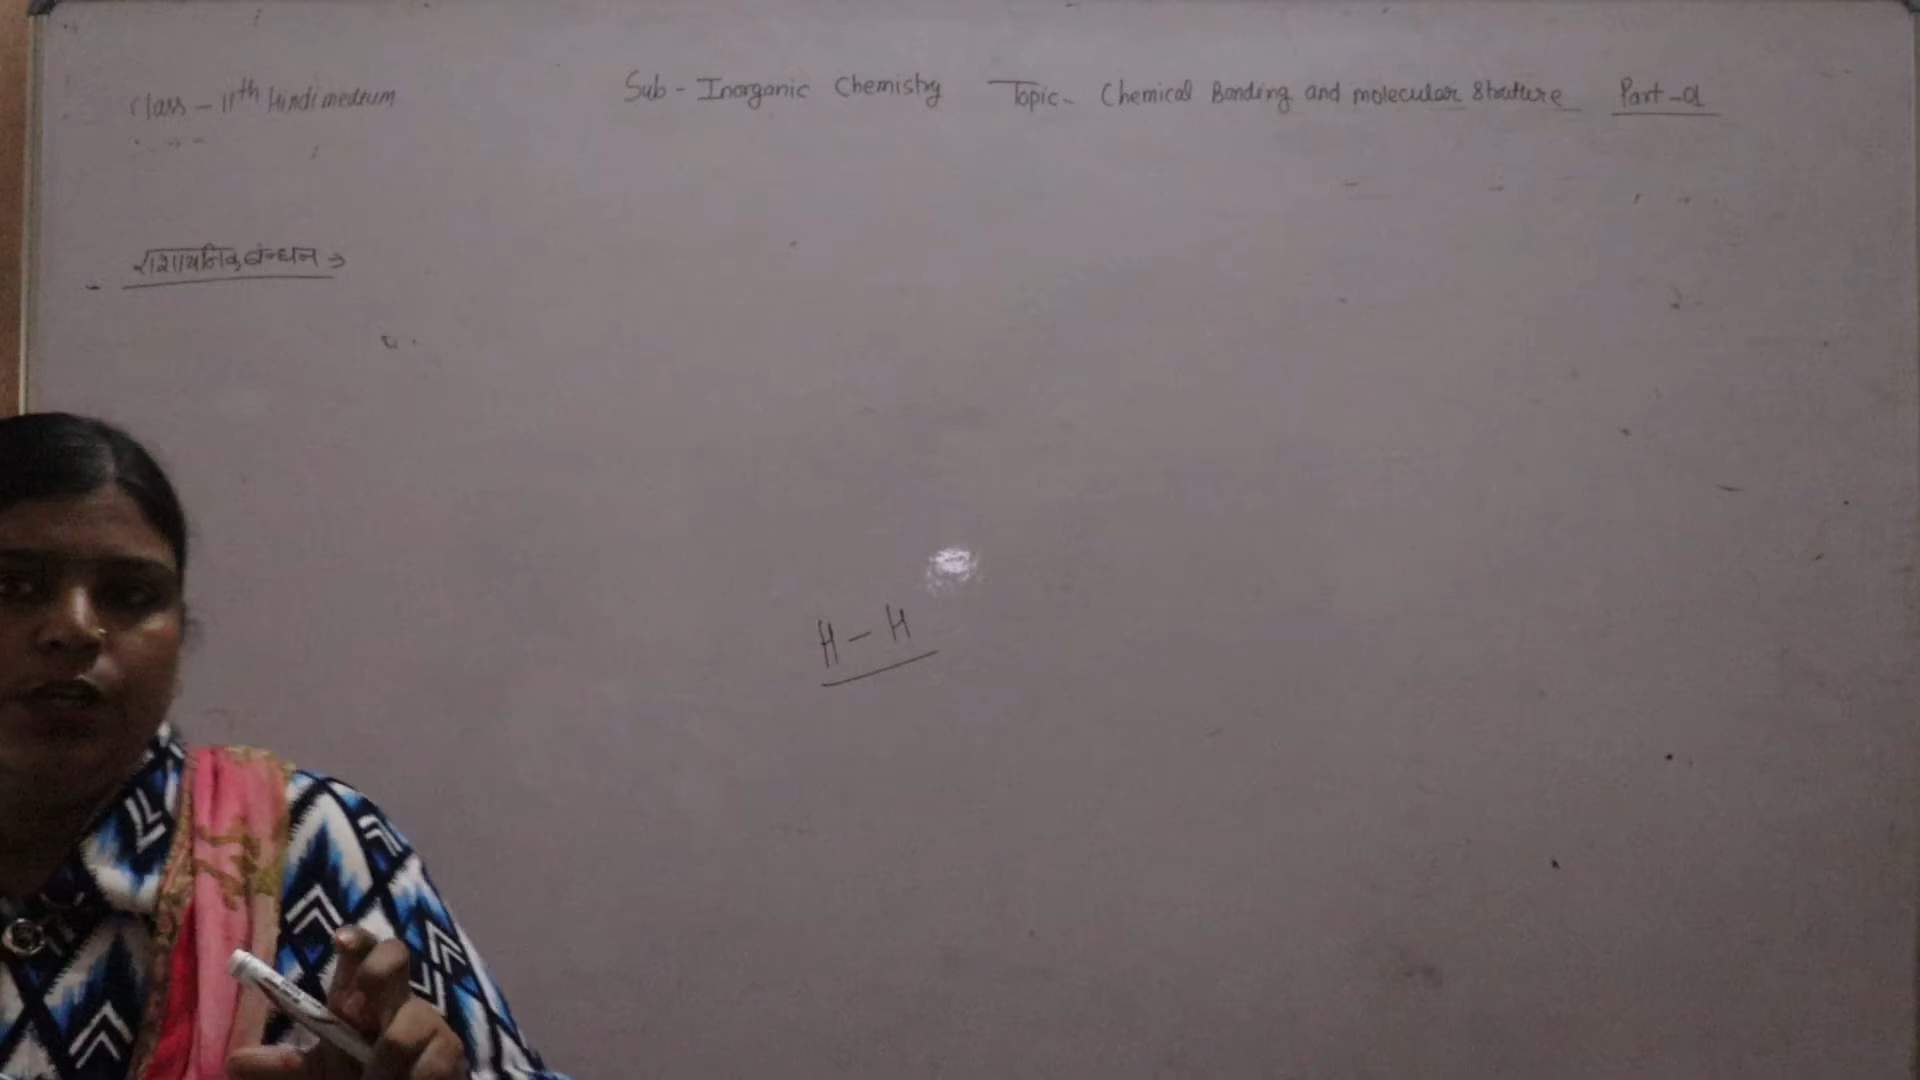 Class - 11th Hindi medium
Sub - Inorganic Chemistry Topic - Chemical Bonding and molecular Structure Part - 01
राशायनिक बन्धन →
H - H